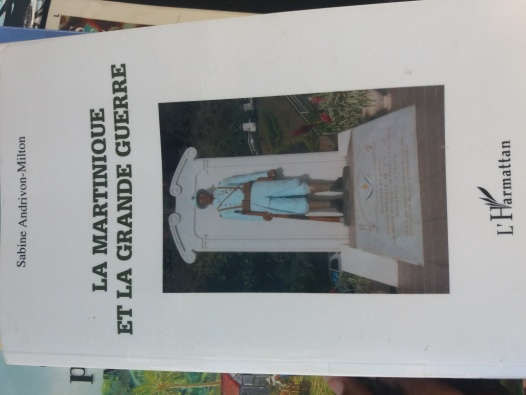 Sabine Andrivon-Milton
LA MARTINIQUE
ET LA GRANDE GUERRE
L'Harmattan
p